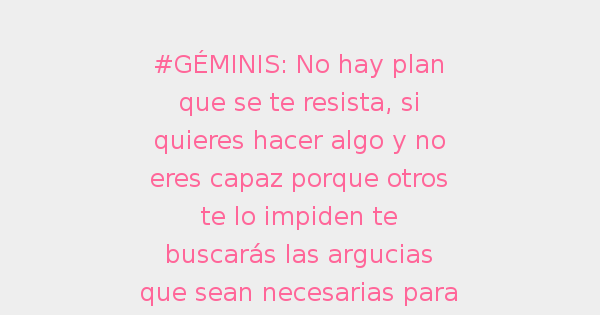 #GÉMINIS: No hay plan
que se te resista, si
quieres hacer algo y no
eres capaz porque otros
te lo impiden te
buscarás las argucias
que sean necesarias para